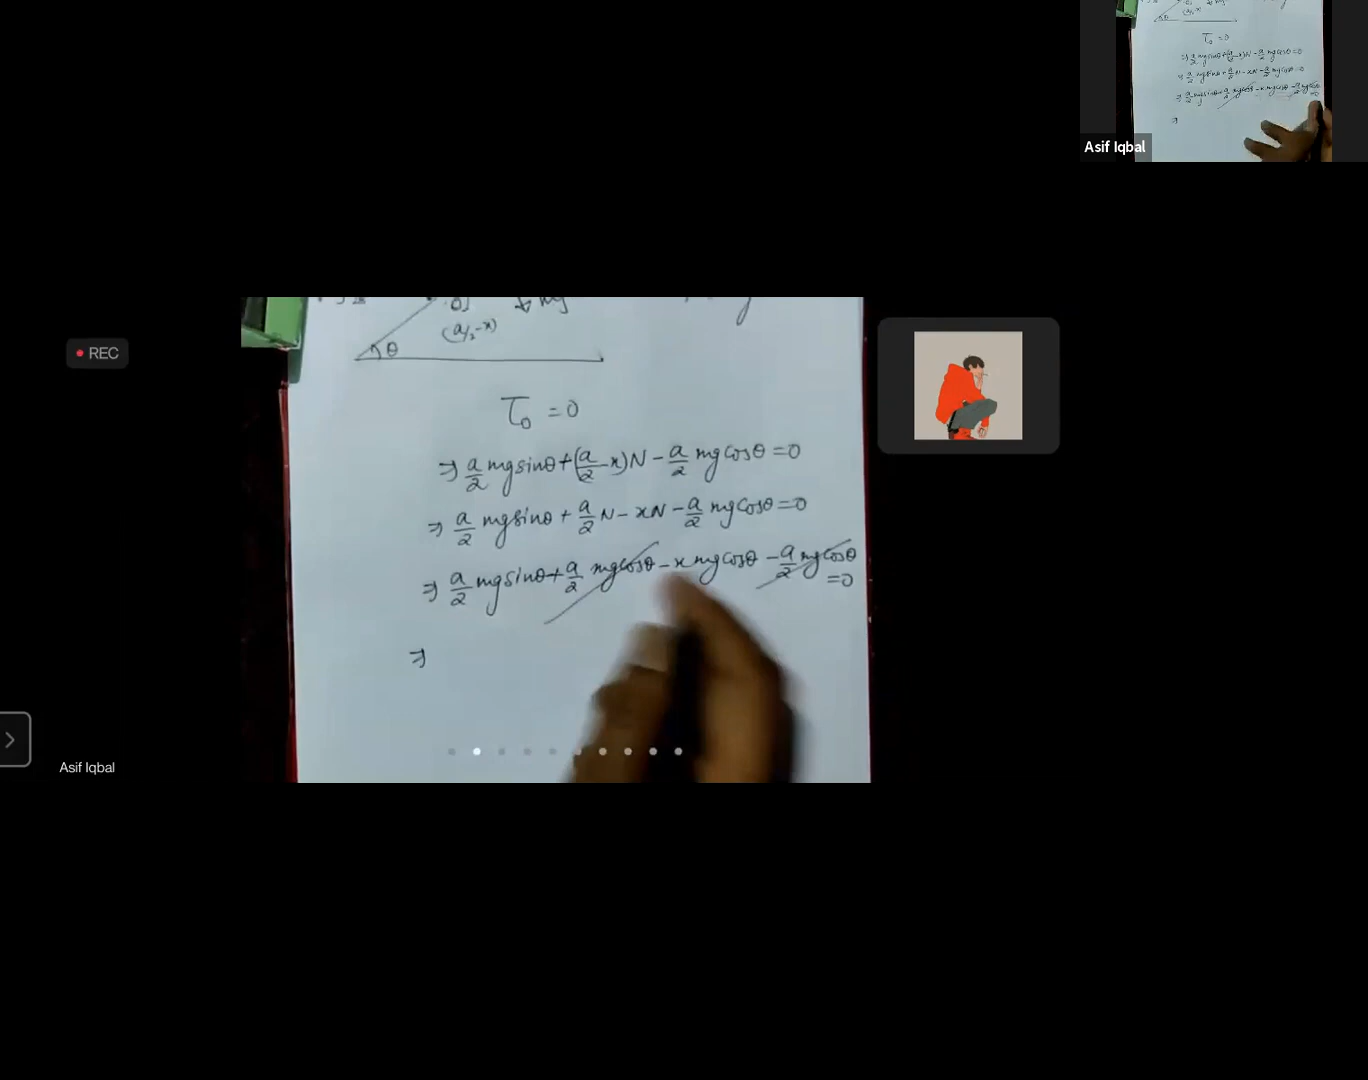 Asif Iqbal
REC
(a/2-x)
θ
τ₀ = 0
⇒ a/2 mg sinθ + (a/2 - x)N - a/2 mg cosθ = 0
⇒ a/2 mg sinθ + a/2 N - xN - a/2 mg cosθ = 0
⇒ a/2 mg sinθ + a/2 mg cosθ - x mg cosθ - a/2 mg cosθ
= 0
⇒
Asif Iqbal